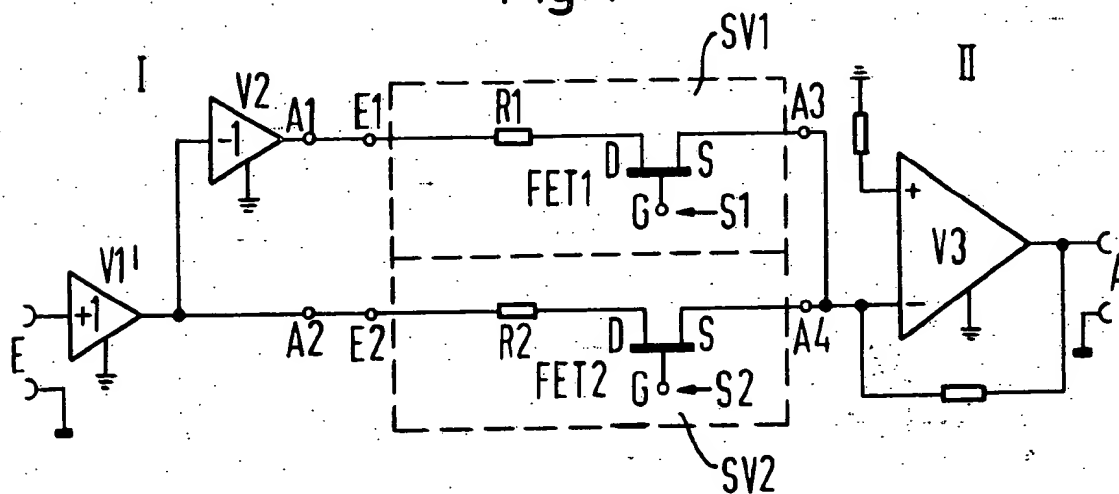 SV1
I
II
V2
A1
E1
R1
A3
-1
D
S
FET1
G
S1
+
V1'
V3
+1
A
E
A2
E2
R2
D
S
A4
-
FET2
G
S2
SV2